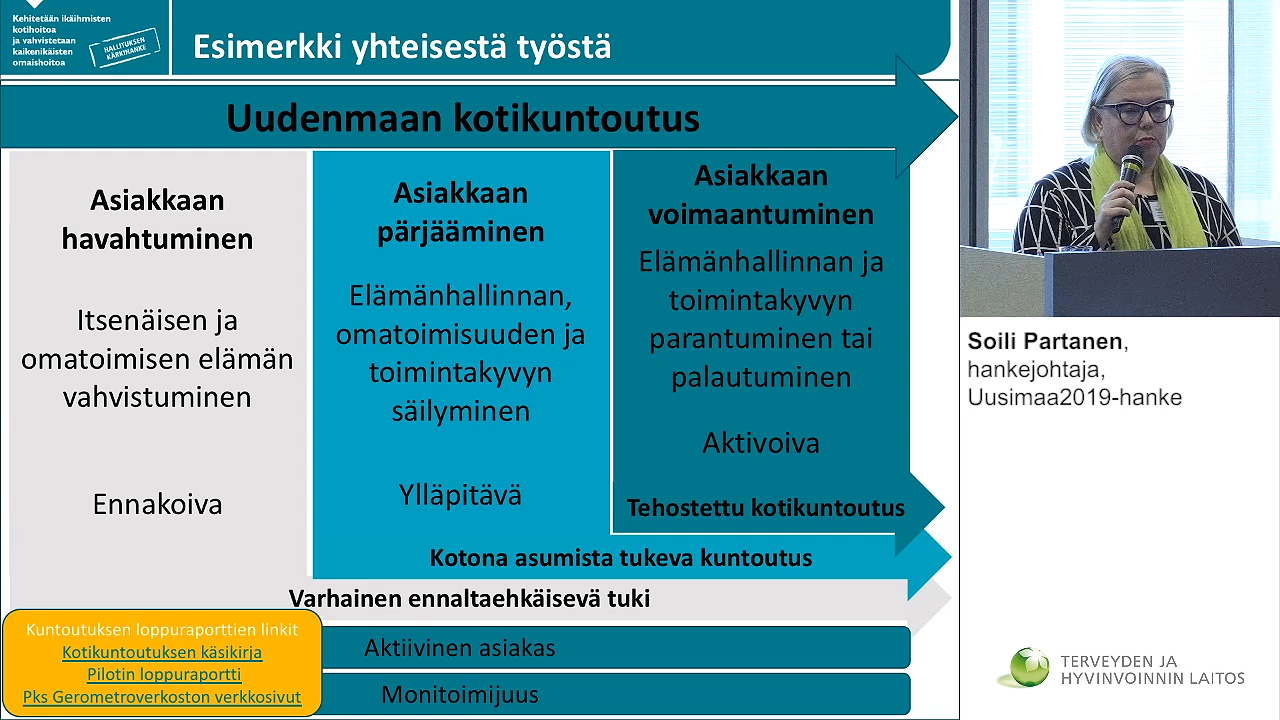 Kehitetään ikäihmisten
kotihoitoa
ja vahvistetaan
kaikenikäisten
omaishoitoa
HALLITUKSEN
KÄRKIHANKE
Esimerkki yhteisestä työstä
Uudenmaan kotikuntoutus
Asiakkaan
havahtuminen
Itsenäisen ja
omatoimisen elämän
vahvistuminen
Ennakoiva
Asiakkaan
pärjääminen
Elämänhallinnan,
omatoimisuuden ja
toimintakyvyn
säilyminen
Ylläpitävä
Asiakkaan
voimaantuminen
Elämänhallinnan ja
toimintakyvyn
parantuminen tai
palautuminen
Aktivoiva
Tehostettu kotikuntoutus
Kotona asumista tukeva kuntoutus
Varhainen ennaltaehkäisevä tuki
Kuntoutuksen loppuraporttien linkit
Kotikuntoutuksen käsikirja
Pilotin loppuraportti
Pks Gerometroverkoston verkkosivut
Aktiivinen asiakas
Monitoimijuus
Soili Partanen,
hankejohtaja,
Uusimaa2019-hanke
TERVEYDEN JA
HYVINVOINNIN LAITOS